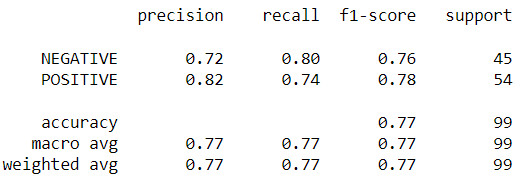 precision recall f1-score support
NEGATIVE 0.72 0.80 0.76 45
POSITIVE 0.82 0.74 0.78 54
accuracy 0.77 99
macro avg 0.77 0.77 0.77 99
weighted avg 0.77 0.77 0.77 99